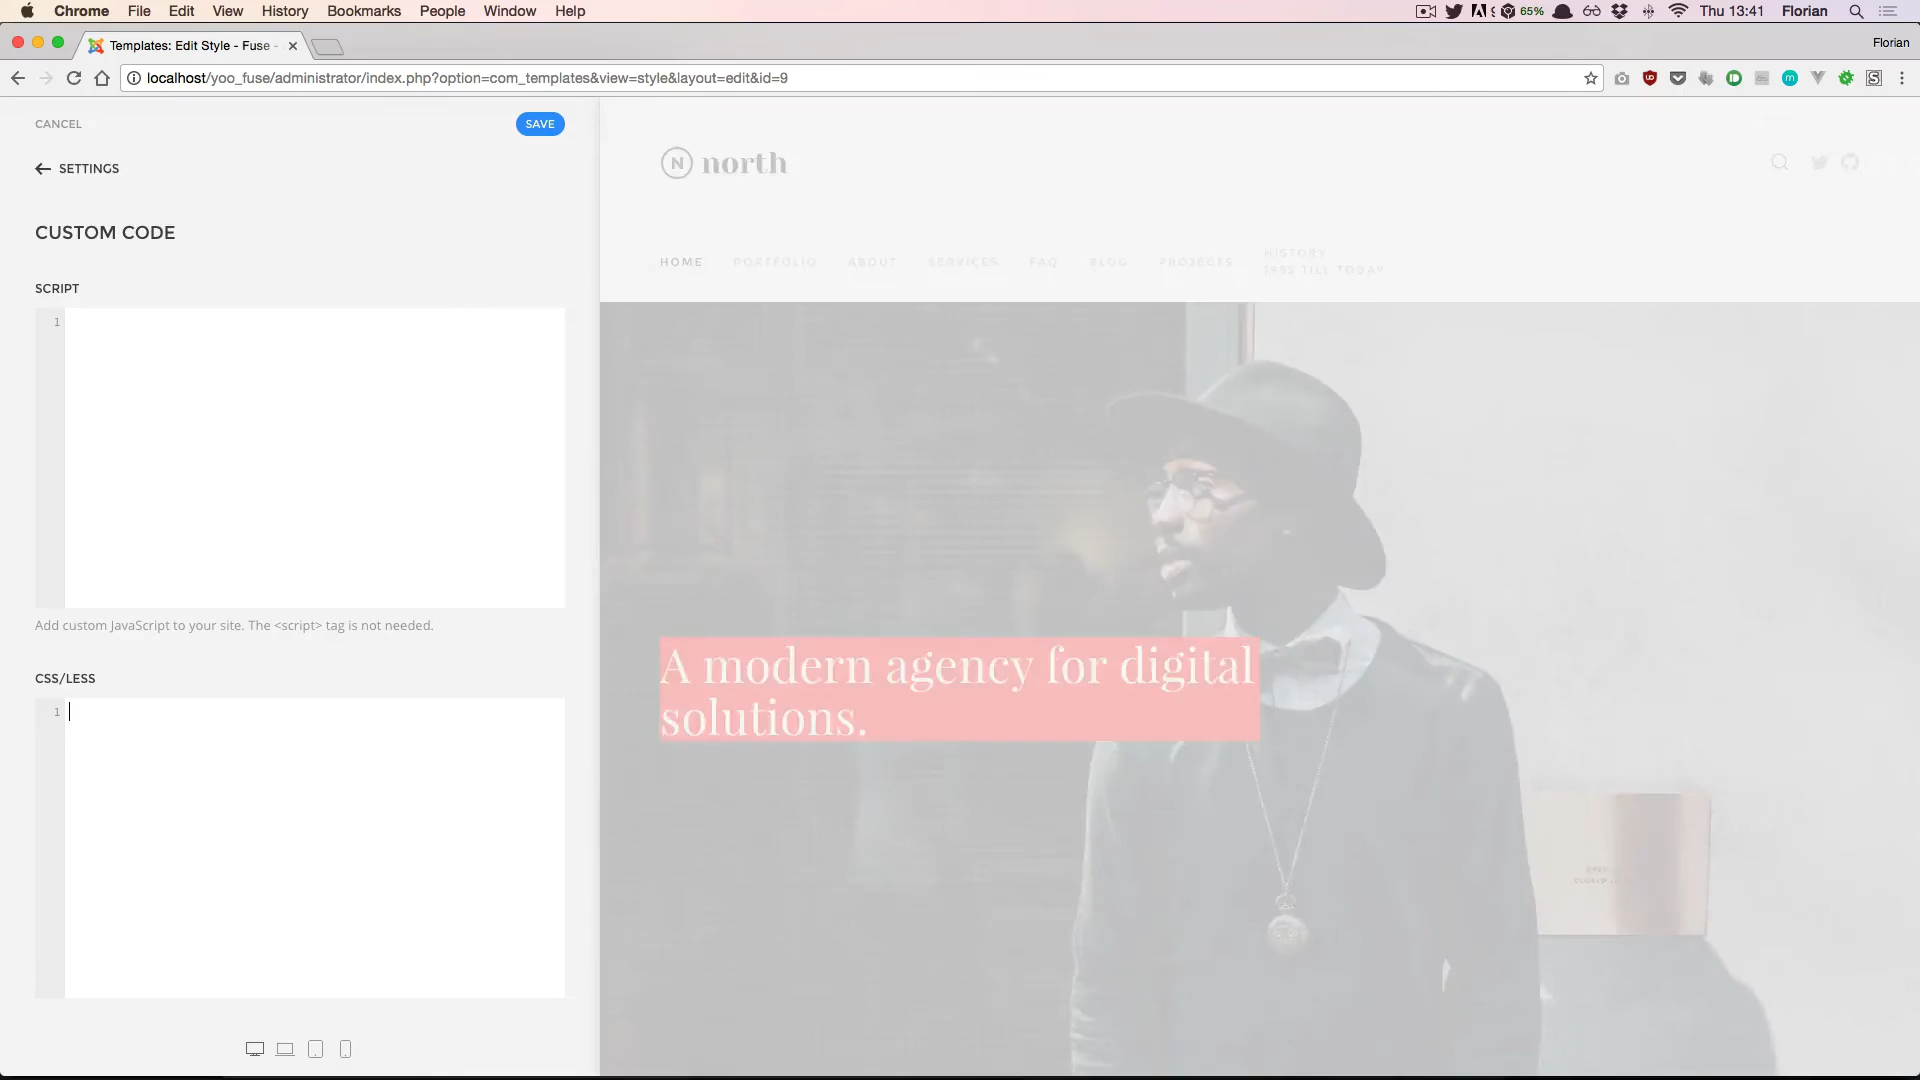 Chrome File Edit View History Bookmarks People Window Help
65% Thu 13:41 Florian
Templates: Edit Style - Fuse -
Florian
localhost/yoo_fuse/administrator/index.php?option=com_templates&view=style&layout=edit&id=9
CANCEL
SAVE
SETTINGS
CUSTOM CODE
SCRIPT
1
Add custom JavaScript to your site. The <script> tag is not needed.
CSS/LESS
1
N north
HOME PORTFOLIO ABOUT SERVICES FAQ BLOG PROJECTS
HISTORY
1995 TILL TODAY
A modern agency for digital
solutions.